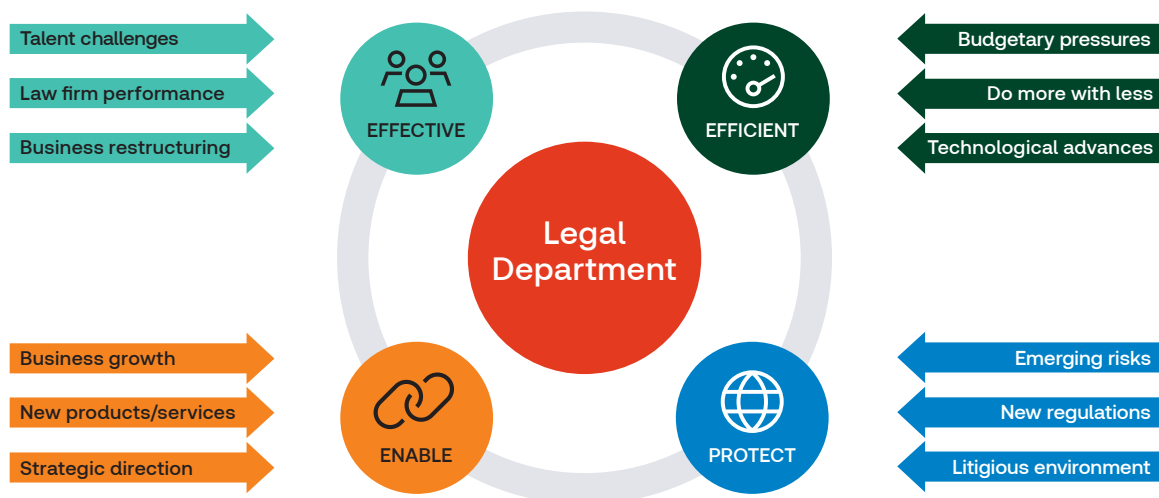 Talent challenges
Law firm performance
Business restructuring
EFFECTIVE
EFFICIENT
Budgetary pressures
Do more with less
Technological advances
Legal
Department
Business growth
New products/services
Strategic direction
ENABLE
PROTECT
Emerging risks
New regulations
Litigious environment